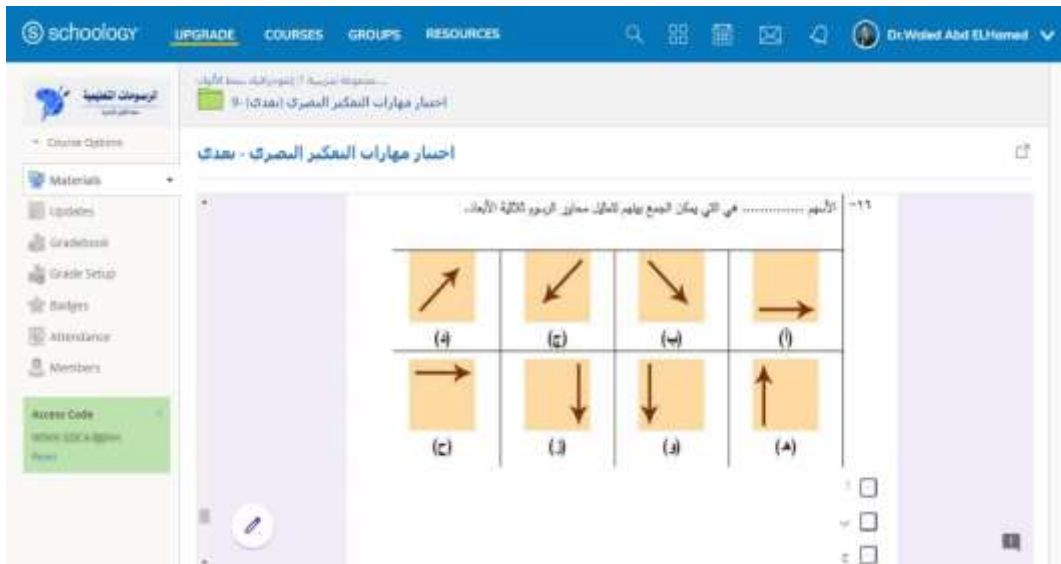 schoology UPGRADE COURSES GROUPS RESOURCES Dr.Waled Abd ELHamed
الرسومات التعليمية
اختبار مهارات التفكير البصري (بعدي) -9
Course Options
اختبار مهارات التفكير البصري - بعدي
Materials
Updates
Gradebook
Grade Setup
Badges
Attendance
Members
Access Code
١٦- الأسهم .............. هي التي يمكن الجمع بينهم لتمثيل محاور الرسوم ثلاثية الأبعاد.
(أ) (ب) (ج) (د)
(هـ) (و) (ز) (ح)
أ
ب
ج